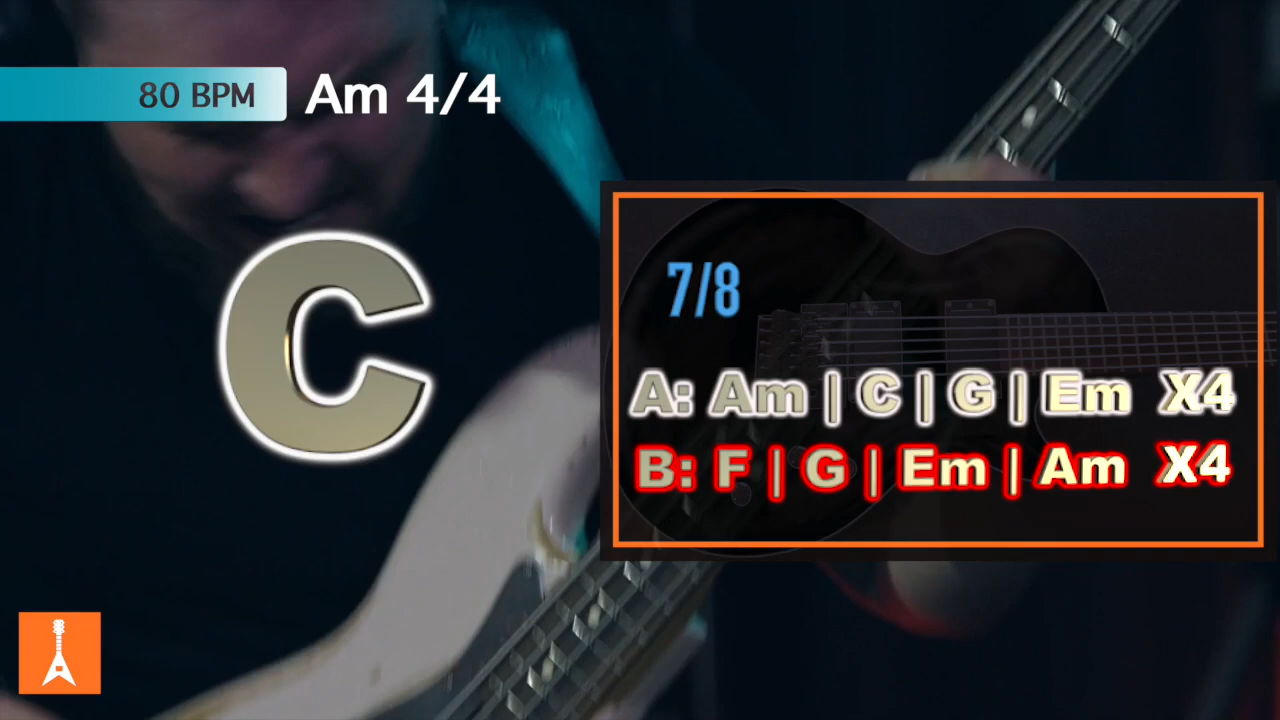 80 BPM Am 4/4
C
7/8
A: Am | C | G | Em X4
B: F | G | Em | Am X4